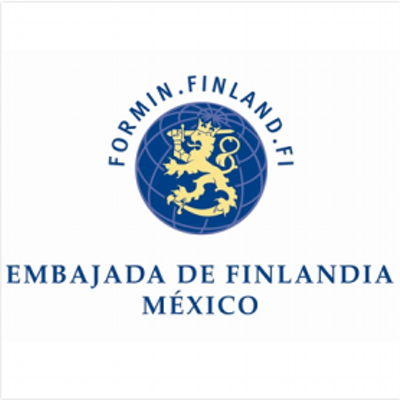 FORMIN.FINLAND.FI
EMBAJADA DE FINLANDIA
MÉXICO